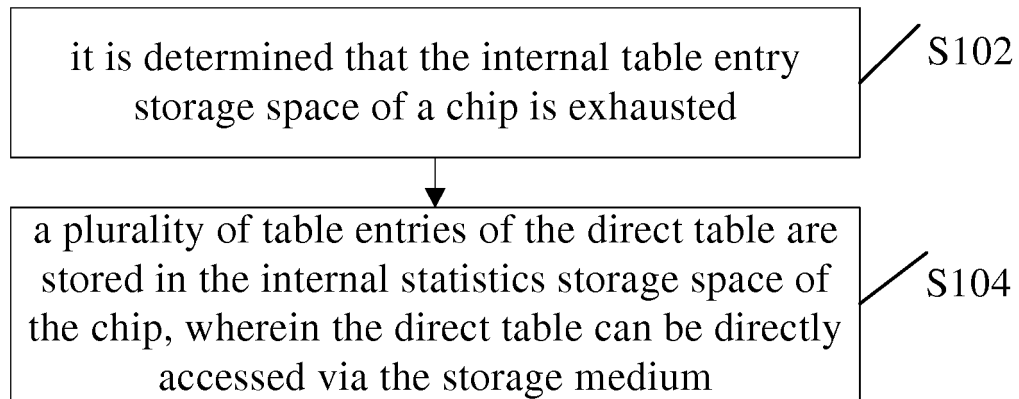 it is determined that the internal table entry
storage space of a chip is exhausted
S102
a plurality of table entries of the direct table are
stored in the internal statistics storage space of
the chip, wherein the direct table can be directly
accessed via the storage medium
S104